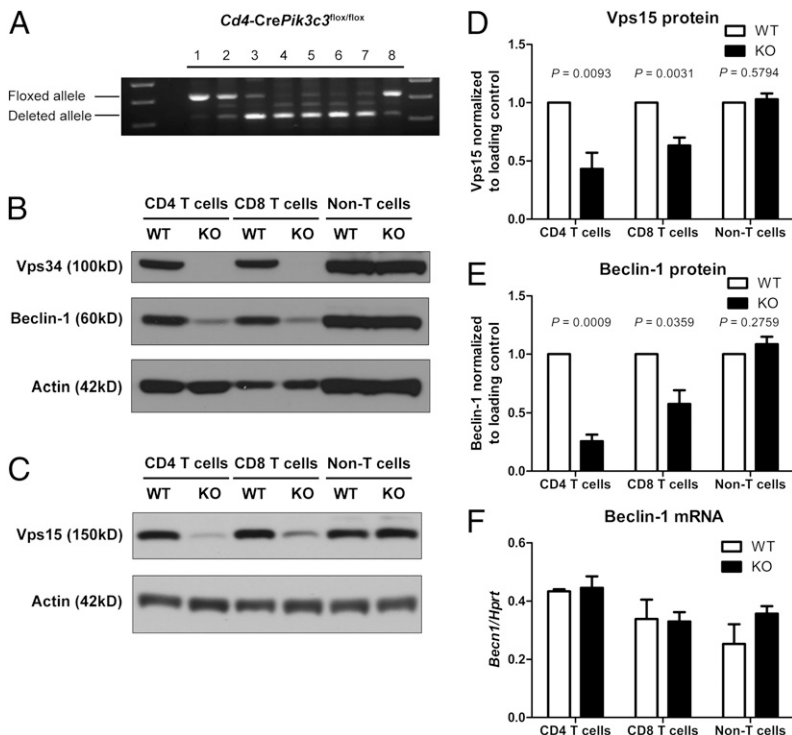 A
Cd4-CrePik3c3flox/flox
1 2 3 4 5 6 7 8
Floxed allele
Deleted allele
B
CD4 T cells CD8 T cells Non-T cells
WT KO WT KO WT KO
Vps34 (100kD)
Beclin-1 (60kD)
Actin (42kD)
C
CD4 T cells CD8 T cells Non-T cells
WT KO WT KO WT KO
Vps15 (150kD)
Actin (42kD)
D
Vps15 protein
WT
KO
P = 0.0093 P = 0.0031 P = 0.5794
Vps15 normalized
to loading control
1.5
1.0
0.5
0.0
CD4 T cells CD8 T cells Non-T cells
E
Beclin-1 protein
WT
KO
P = 0.0009 P = 0.0359 P = 0.2759
Beclin-1 normalized
to loading control
1.5
1.0
0.5
0.0
CD4 T cells CD8 T cells Non-T cells
F
Beclin-1 mRNA
WT
KO
Becn1/Hprt
0.6
0.4
0.2
0.0
CD4 T cells CD8 T cells Non-T cells